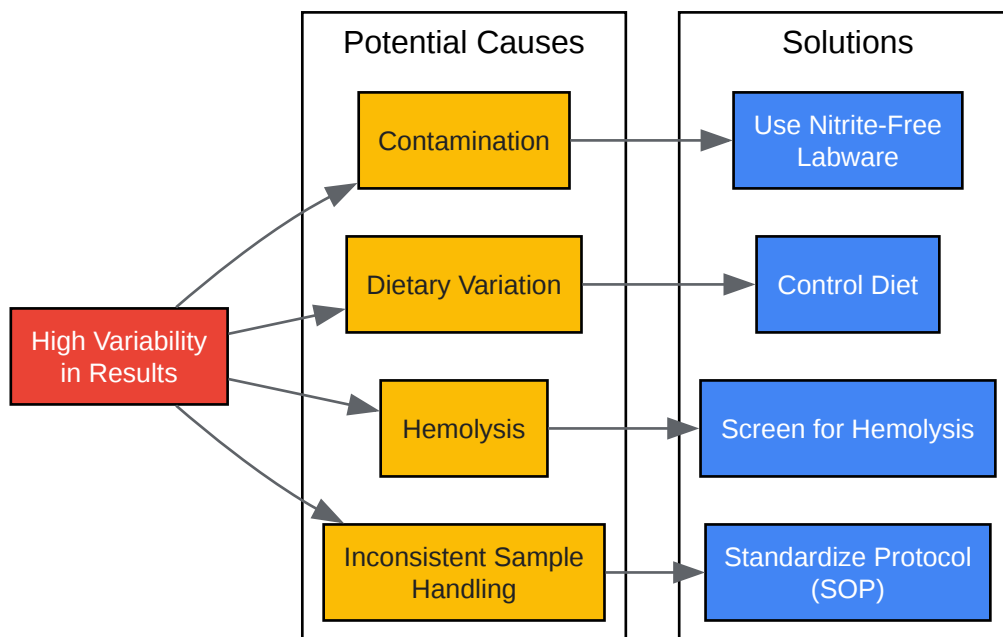 Potential Causes
Solutions
Contamination
Use Nitrite-Free
Labware
Dietary Variation
Control Diet
High Variability
in Results
Hemolysis
Screen for Hemolysis
Inconsistent Sample
Handling
Standardize Protocol
(SOP)